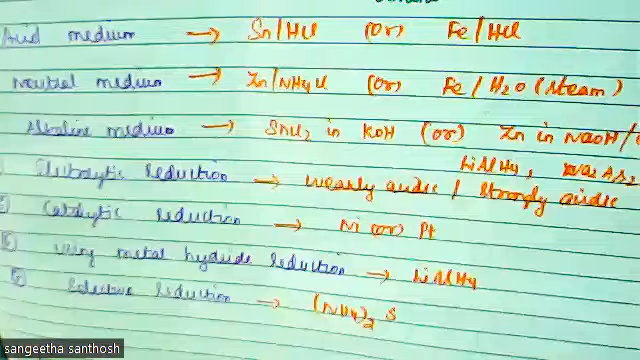 Acid medium → Sn/HCl (or) Fe/HCl
Neutral medium → Zn/NH4Cl (or) Fe/H2O (steam)
Alkaline medium → SnCl2 in KOH (or) Zn in NaOH/
LiAlH4,
Electrolytic Reduction → weakly acidic / strongly acidic
Catalytic reduction → Ni (or) Pt
Using metal hydride reduction → LiAlH4
Selective reduction → (NH4)2 S
sangeetha santhosh